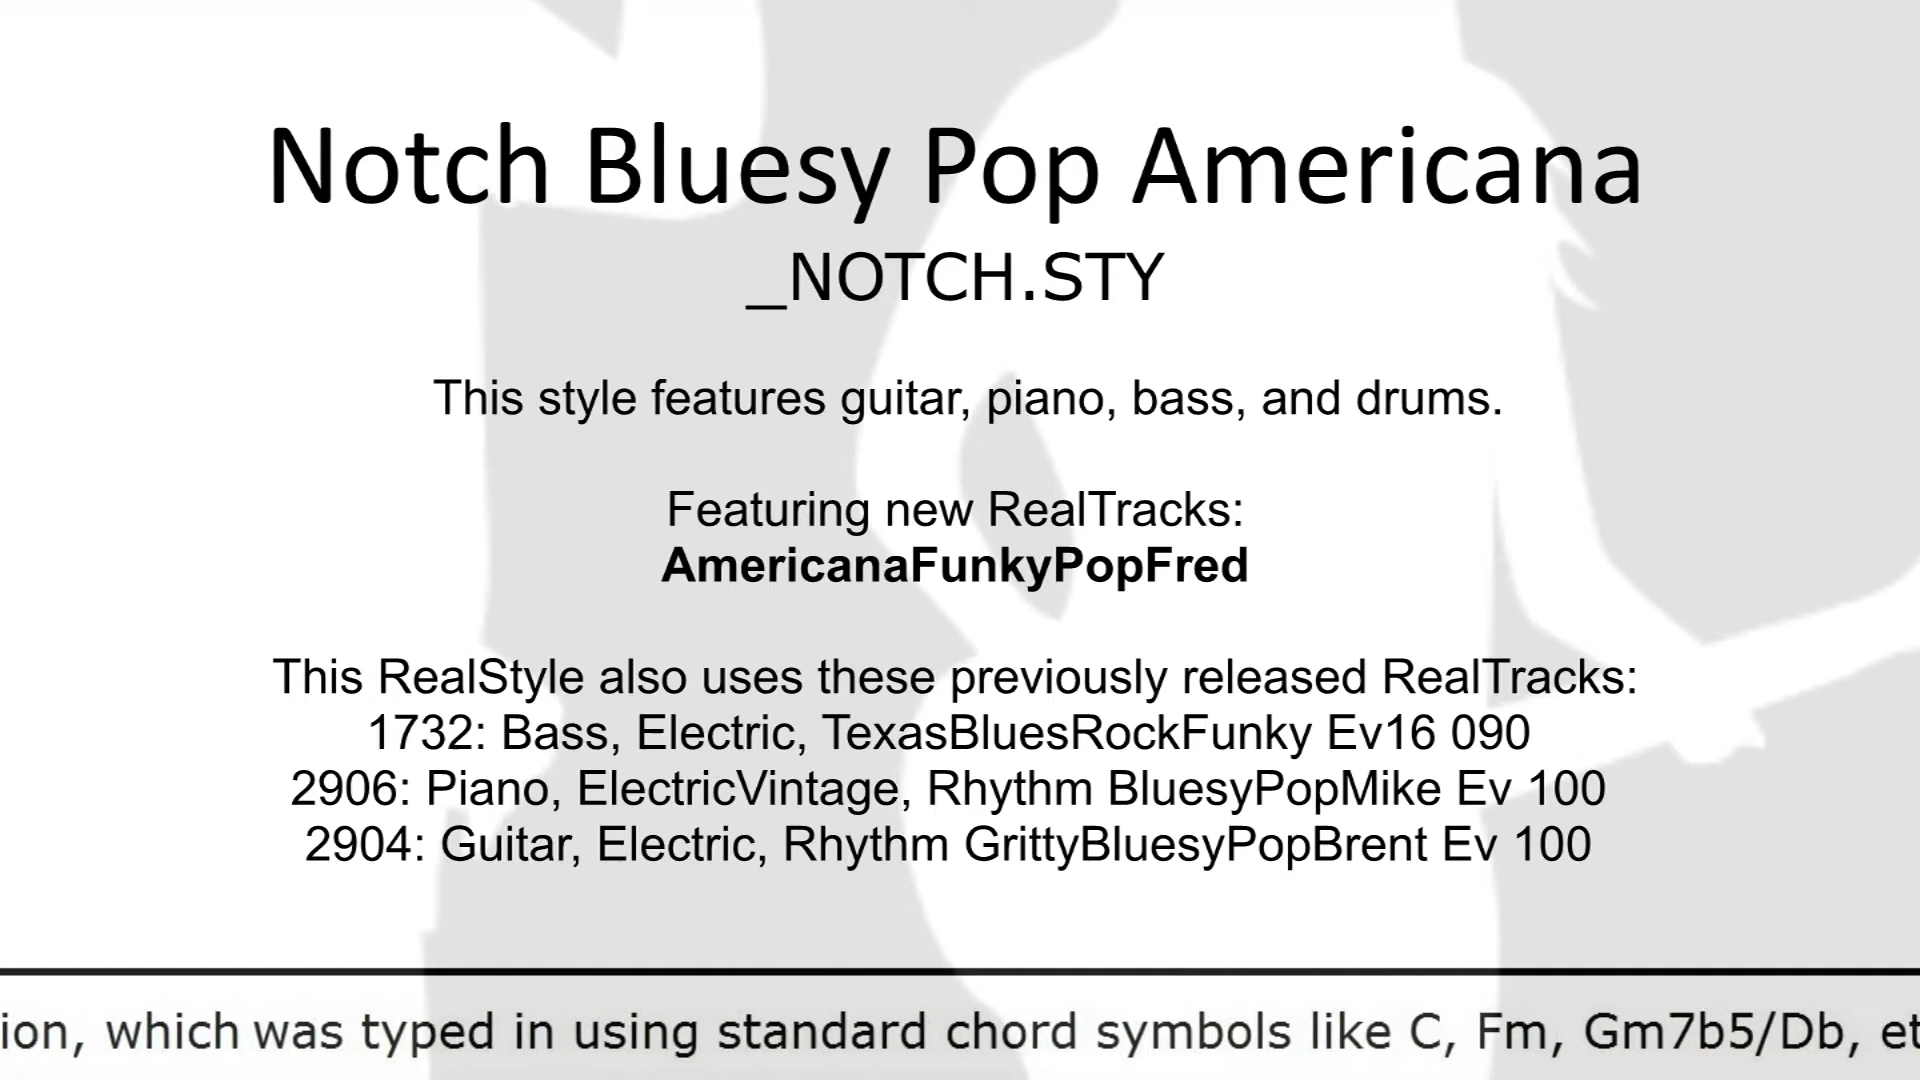 Notch Bluesy Pop Americana
_NOTCH.STY
This style features guitar, piano, bass, and drums.
Featuring new RealTracks:
AmericanaFunkyPopFred
This RealStyle also uses these previously released RealTracks:
1732: Bass, Electric, TexasBluesRockFunky Ev16 090
2906: Piano, ElectricVintage, Rhythm BluesyPopMike Ev 100
2904: Guitar, Electric, Rhythm GrittyBluesyPopBrent Ev 100
ion, which was typed in using standard chord symbols like C, Fm, Gm7b5/Db, et